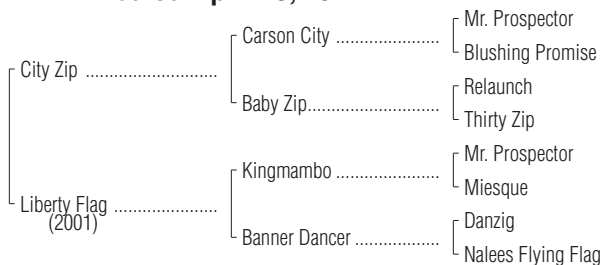 Mr. Prospector
Carson City ........................
Blushing Promise
City Zip ..............................
Relaunch
Baby Zip..............................
Thirty Zip
Mr. Prospector
Kingmambo .......................
Miesque
Liberty Flag .......................
(2001)
Danzig
Banner Dancer ...................
Nalees Flying Flag